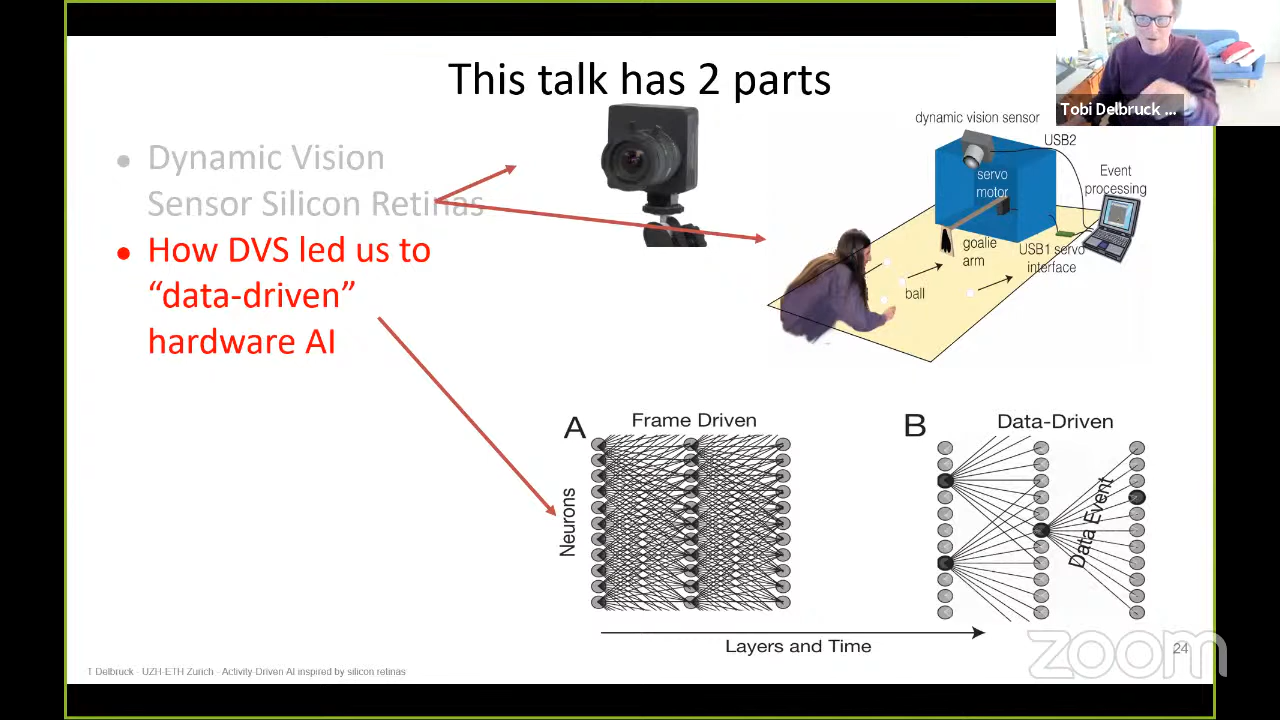 This talk has 2 parts
Tobi Delbruck ...
• Dynamic Vision
Sensor Silicon Retinas
• How DVS led us to
“data-driven”
hardware AI
dynamic vision sensor
USB2
servo
motor
Event
processing
goalie
arm
USB1 servo
interface
ball
A
Frame Driven
Neurons
B
Data-Driven
Data Event
Layers and Time
T Delbruck - UZH-ETH Zurich - Activity-Driven AI inspired by silicon retinas
zoom
24